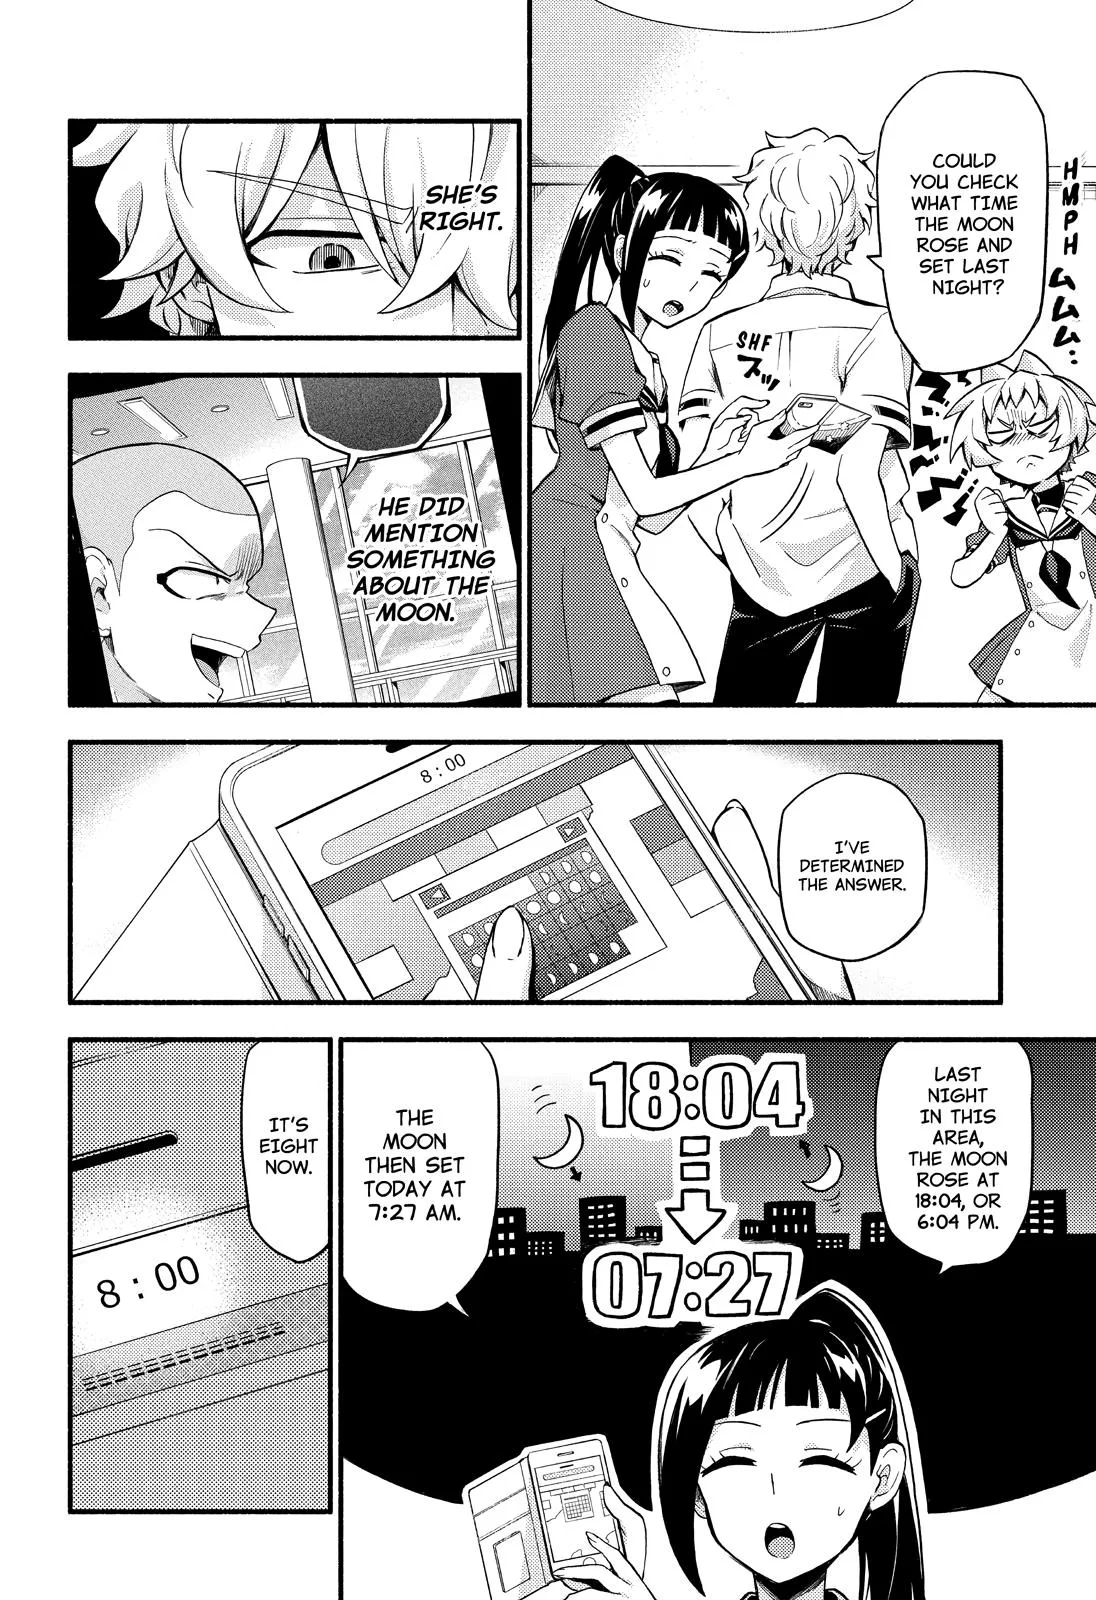 COULD
YOU CHECK
WHAT TIME
THE MOON
ROSE AND
SET LAST
NIGHT?
HMPH
ムムム…
SHF
ズッ
SHE'S
RIGHT.
HE DID
MENTION
SOMETHING
ABOUT THE
MOON.
8:00
I'VE
DETERMINED
THE ANSWER.
LAST
NIGHT
IN THIS
AREA,
THE MOON
ROSE AT
18:04, OR
6:04 PM.
18:04
07:27
THE
MOON
THEN SET
TODAY AT
7:27 AM.
IT'S
EIGHT
NOW.
8:00